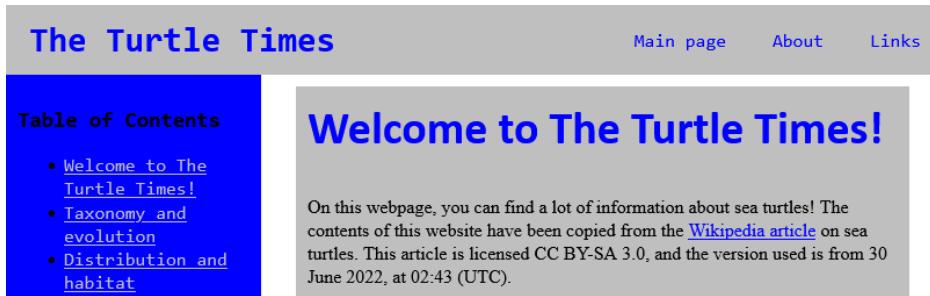 The Turtle Times
Main page About Links
Table of Contents
Welcome to The
Turtle Times!
Taxonomy and
evolution
Distribution and
habitat
Welcome to The Turtle Times!
On this webpage, you can find a lot of information about sea turtles! The
contents of this website have been copied from the Wikipedia article on sea
turtles. This article is licensed CC BY-SA 3.0, and the version used is from 30
June 2022, at 02:43 (UTC).